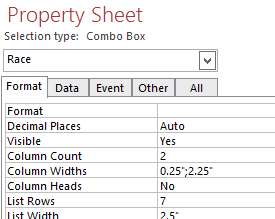 Property Sheet
Selection type: Combo Box
Race
Format Data Event Other All
Format
Decimal Places Auto
Visible Yes
Column Count 2
Column Widths 0.25";2.25"
Column Heads No
List Rows 7
List Width 2.5"